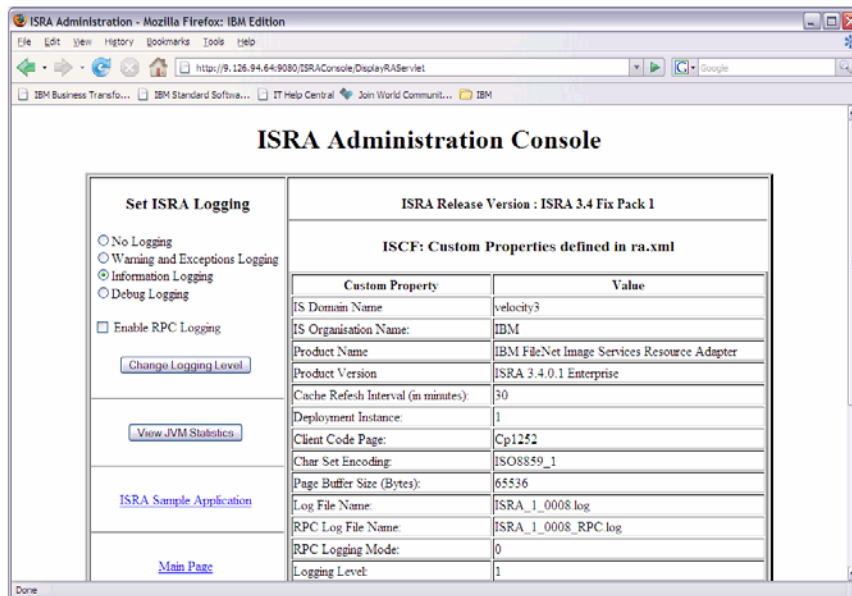 ISRA Administration - Mozilla Firefox: IBM Edition
File Edit View History Bookmarks Tools Help
http://9.126.94.64:9080/ISRAConsole/DisplayRAServlet
Google
IBM Business Transfo... IBM Standard Softwa... IT Help Central Join World Communit... IBM
ISRA Administration Console
Set ISRA Logging
No Logging
Warning and Exceptions Logging
Information Logging
Debug Logging
Enable RPC Logging
Change Logging Level
View JVM Statistics
ISRA Sample Application
Main Page
ISRA Release Version : ISRA 3.4 Fix Pack 1
ISCF: Custom Properties defined in ra.xml
Custom Property Value
IS Domain Name velocity3
IS Organisation Name: IBM
Product Name IBM FileNet Image Services Resource Adapter
Product Version ISRA 3.4.0.1 Enterprise
Cache Refesh Interval (in minutes): 30
Deployment Instance: 1
Client Code Page: Cp1252
Char Set Encoding: ISO8859_1
Page Buffer Size (Bytes): 65536
Log File Name: ISRA_1_0008.log
RPC Log File Name: ISRA_1_0008_RPC.log
RPC Logging Mode: 0
Logging Level: 1
Done